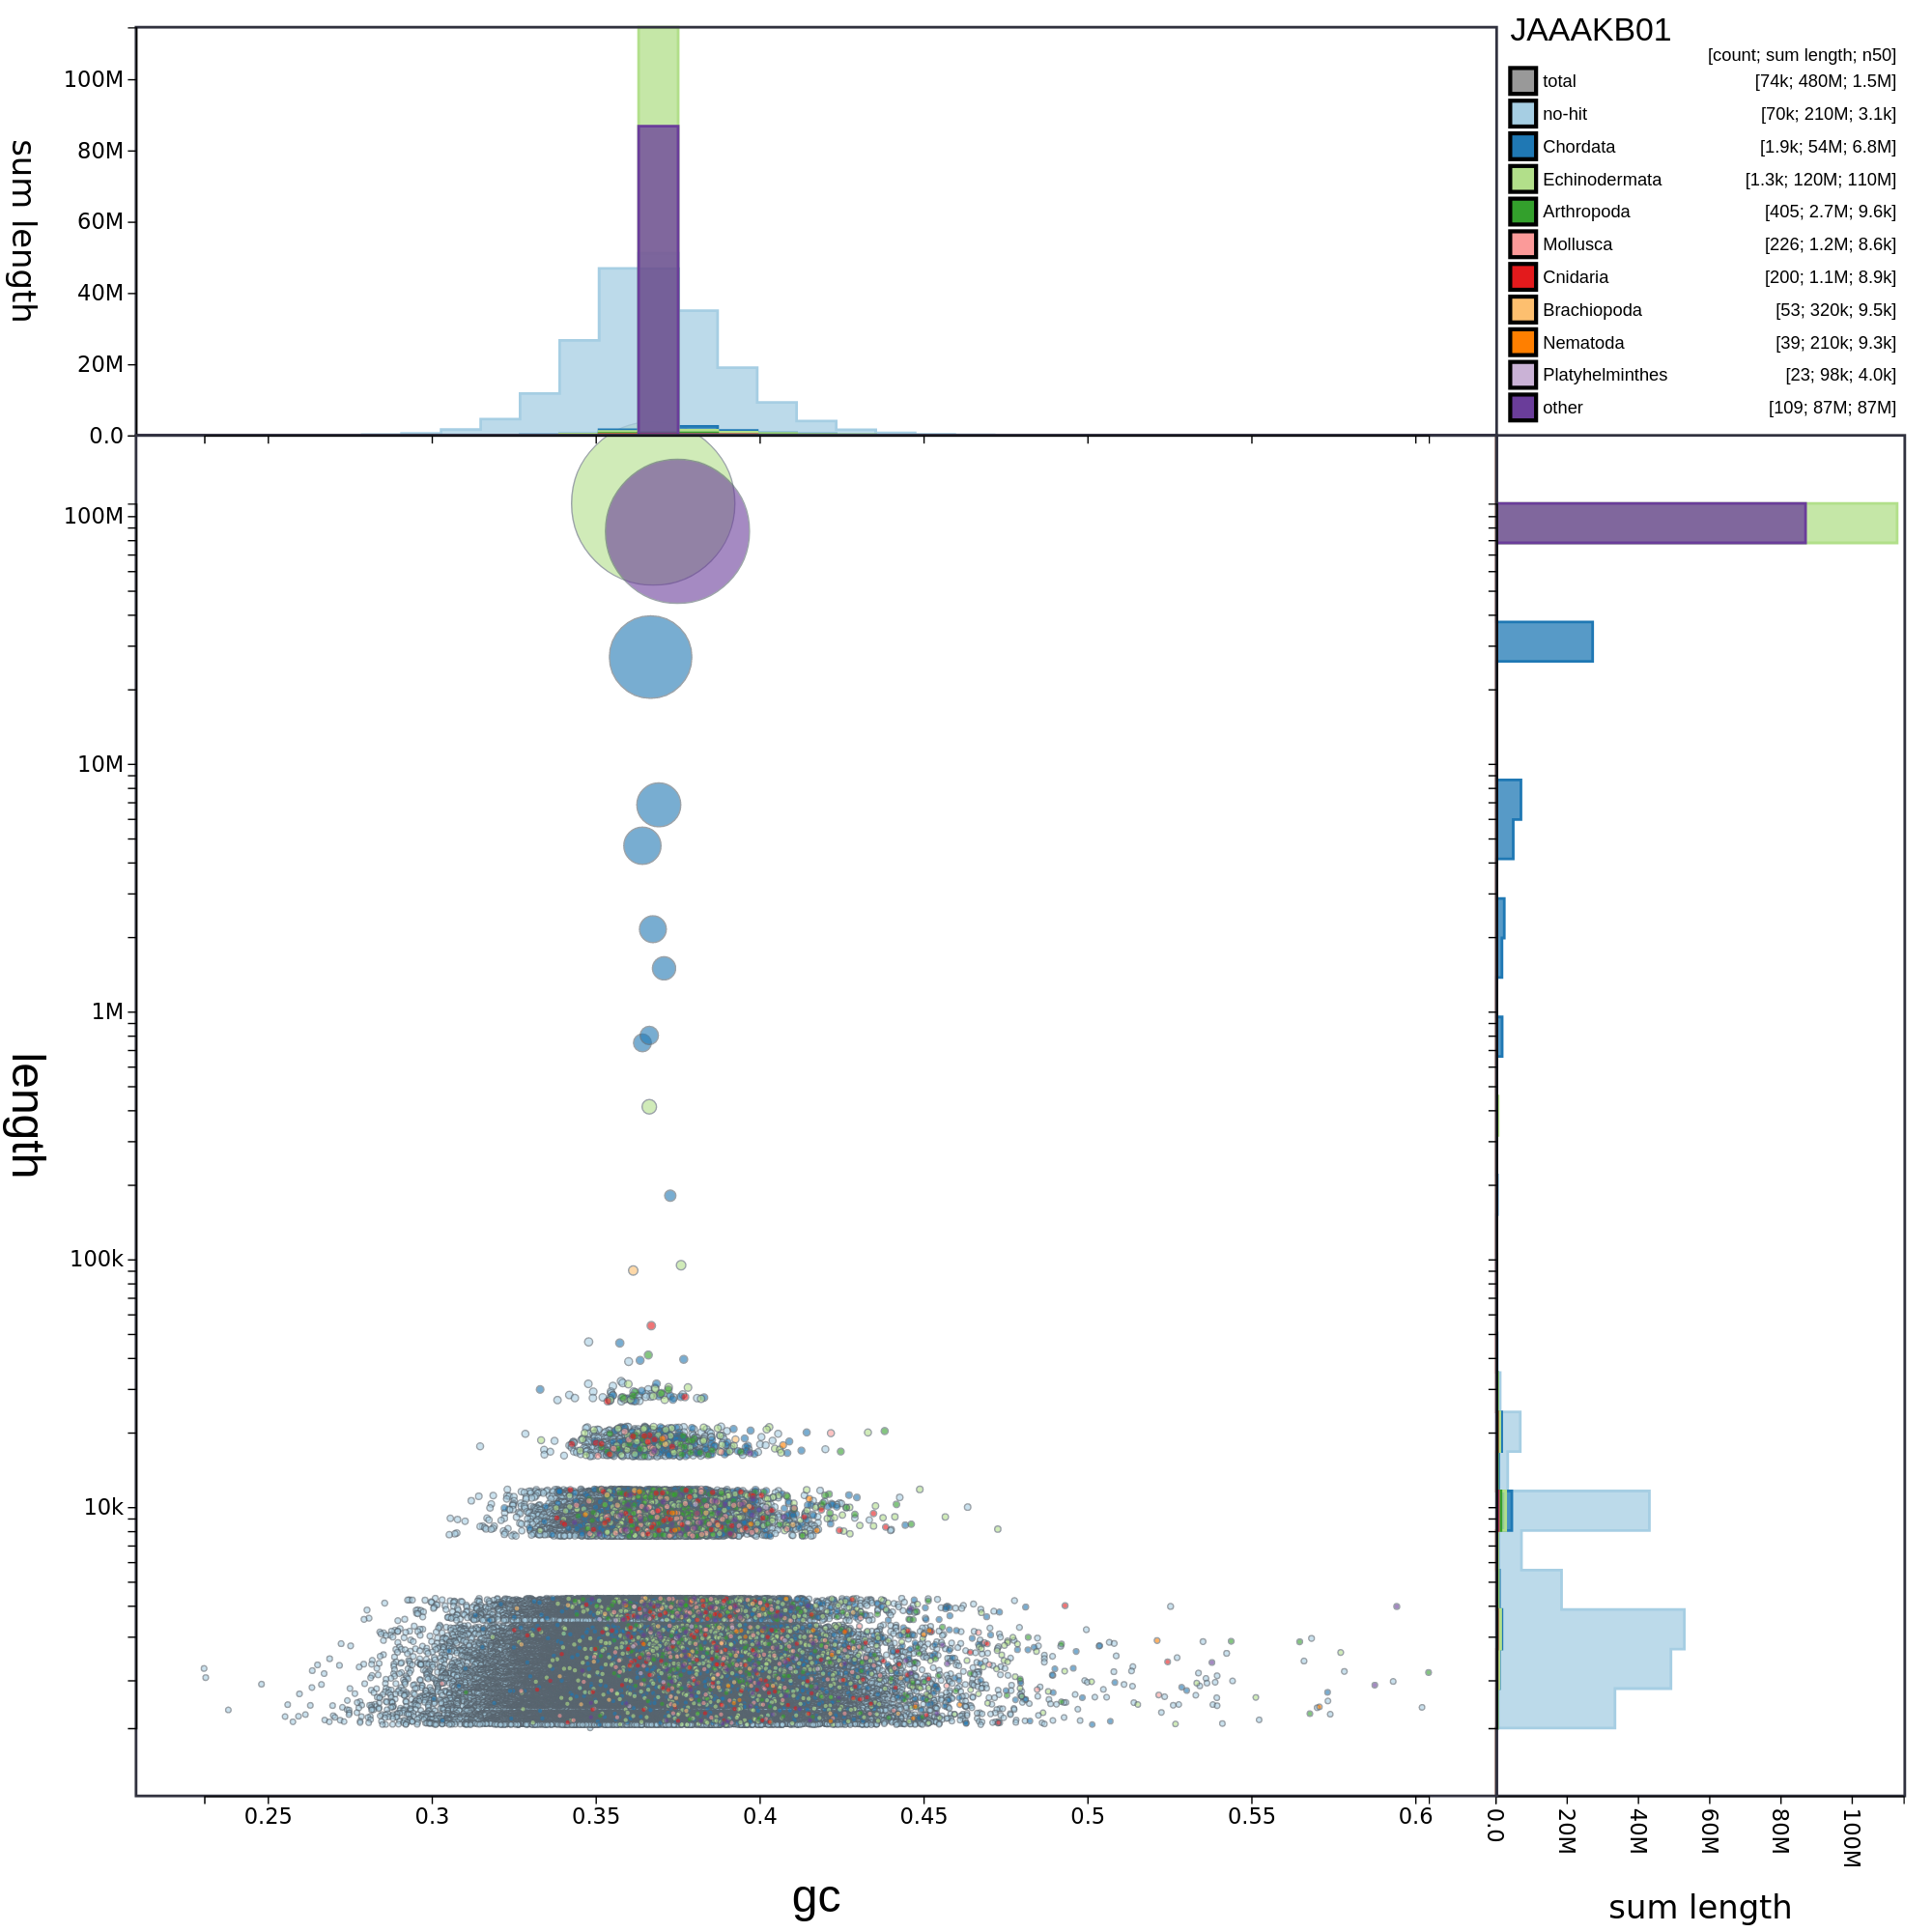 JAAAKB01
[count; sum length; n50]
total [74k; 480M; 1.5M]
no-hit [70k; 210M; 3.1k]
Chordata [1.9k; 54M; 6.8M]
Echinodermata [1.3k; 120M; 110M]
Arthropoda [405; 2.7M; 9.6k]
Mollusca [226; 1.2M; 8.6k]
Cnidaria [200; 1.1M; 8.9k]
Brachiopoda [53; 320k; 9.5k]
Nematoda [39; 210k; 9.3k]
Platyhelminthes [23; 98k; 4.0k]
other [109; 87M; 87M]
sum length
100M
80M
60M
40M
20M
0.0
length
100M
10M
1M
100k
10k
0.25 0.3 0.35 0.4 0.45 0.5 0.55 0.6
gc
0.0 20M 40M 60M 80M 100M
sum length